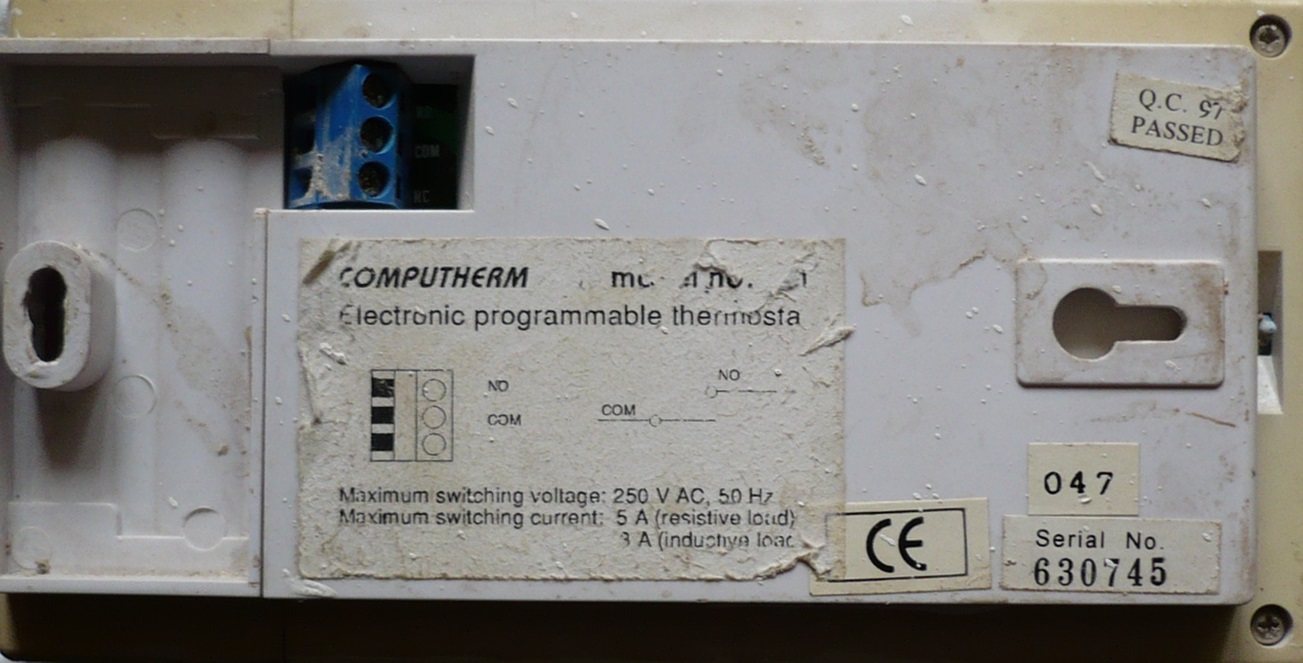 NO
COM
NC
Q.C. 97
PASSED
COMPUTHERM
Electronic programmable thermosta
NO
COM
NO
COM
Maximum switching voltage: 250 V AC, 50 Hz
Maximum switching current: 5 A (resistive load)
3 A (inductive load
CE
047
Serial No.
630745